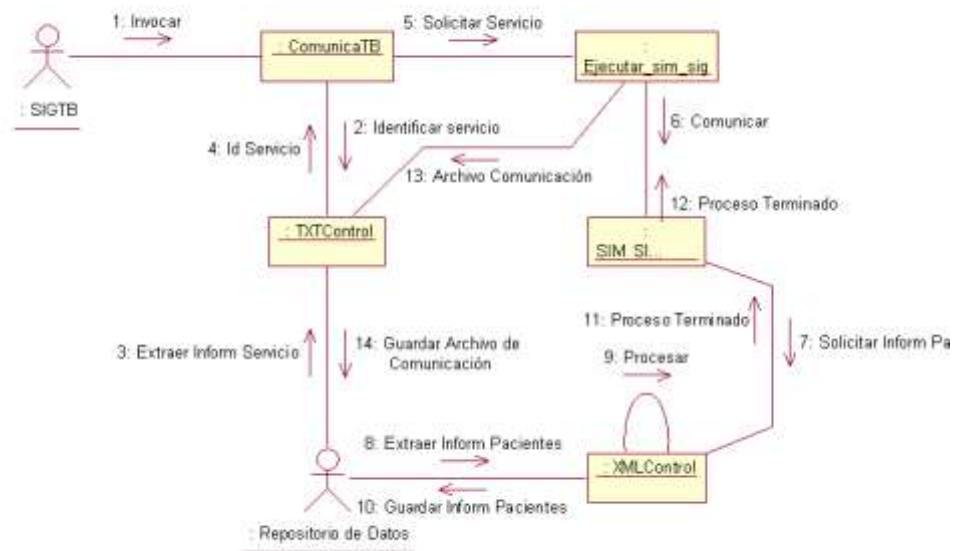 1: Invocar
5: Solicitar Servicio
: ComunicaTB
:
Ejecutar_sim_sig
: SIGTB
2: Identificar servicio
6: Comunicar
4: Id Servicio
13: Archivo Comunicación
12: Proceso Terminado
: TXTControl
:
SIM_SI...
11: Proceso Terminado
3: Extraer Inform Servicio
14: Guardar Archivo de
Comunicación
7: Solicitar Inform Pa
9: Procesar
8: Extraer Inform Pacientes
: XMLControl
10: Guardar Inform Pacientes
: Repositorio de Datos